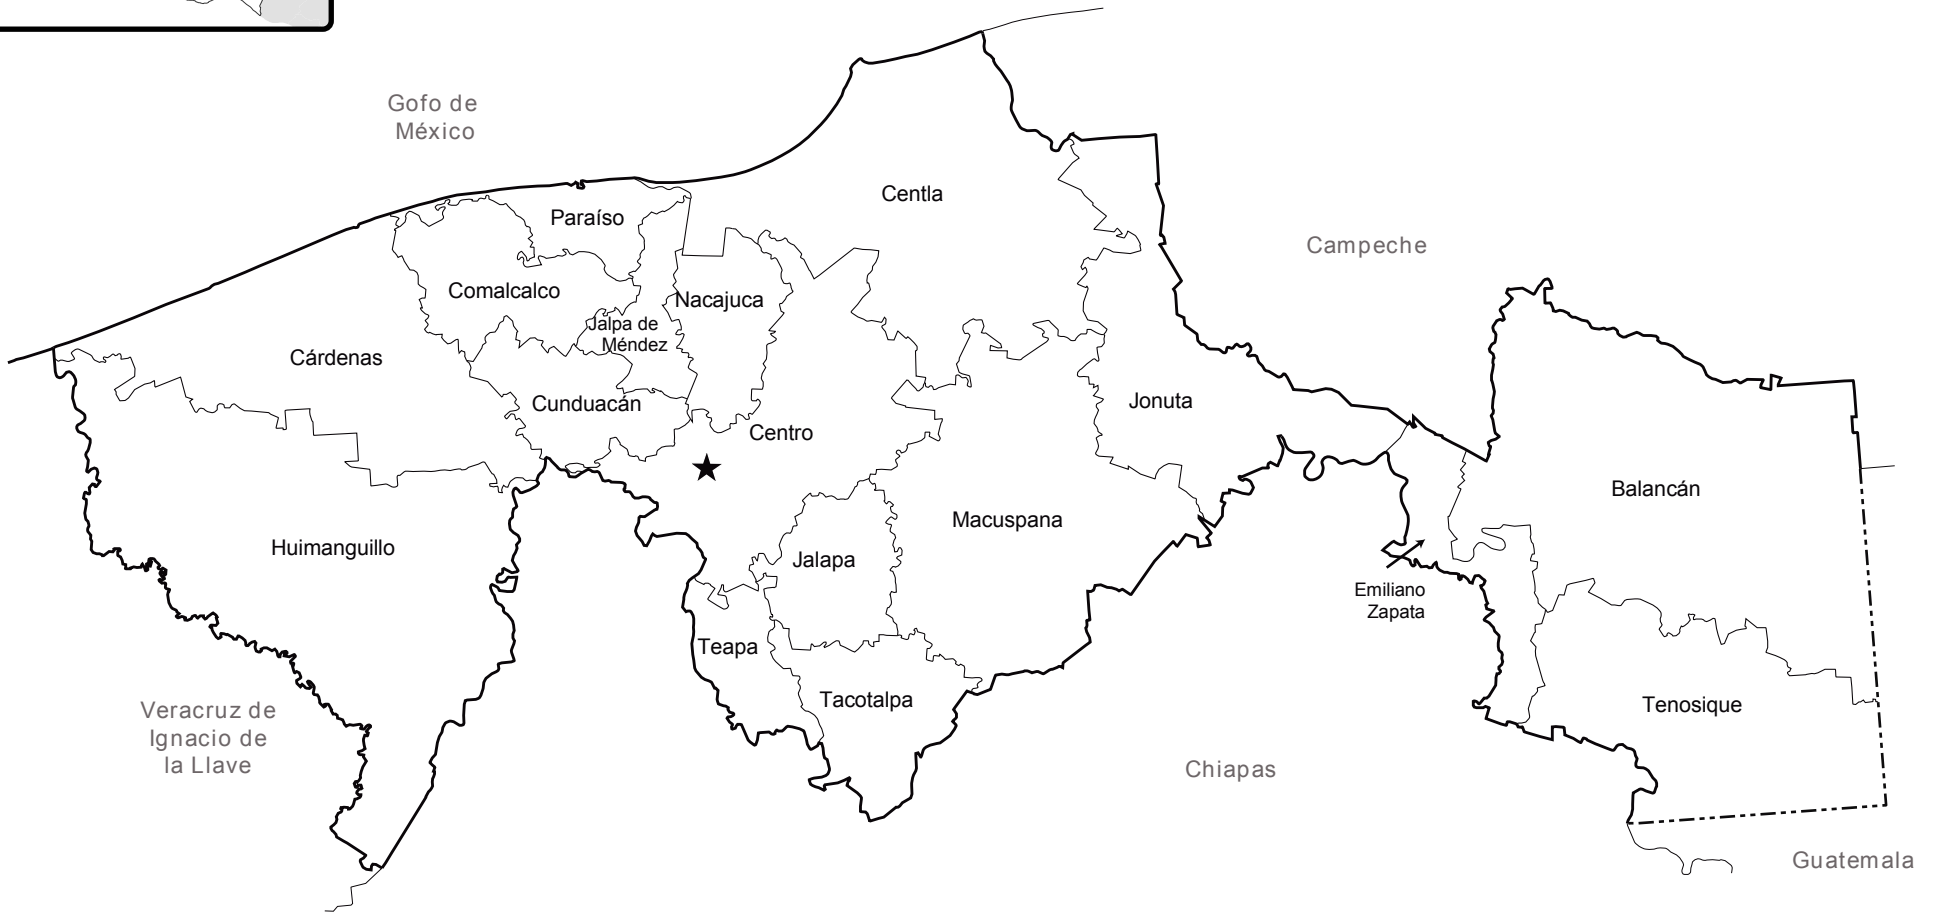 Gofo de
México
Centla
Paraíso
Campeche
Comalcalco
Nacajuca
Jalpa de
Méndez
Cárdenas
Cunduacán
Jonuta
Centro
Balancán
Macuspana
Huimanguillo
Jalapa
Emiliano
Zapata
Teapa
Tacotalpa
Tenosique
Veracruz de
Ignacio de
la Llave
Chiapas
Guatemala